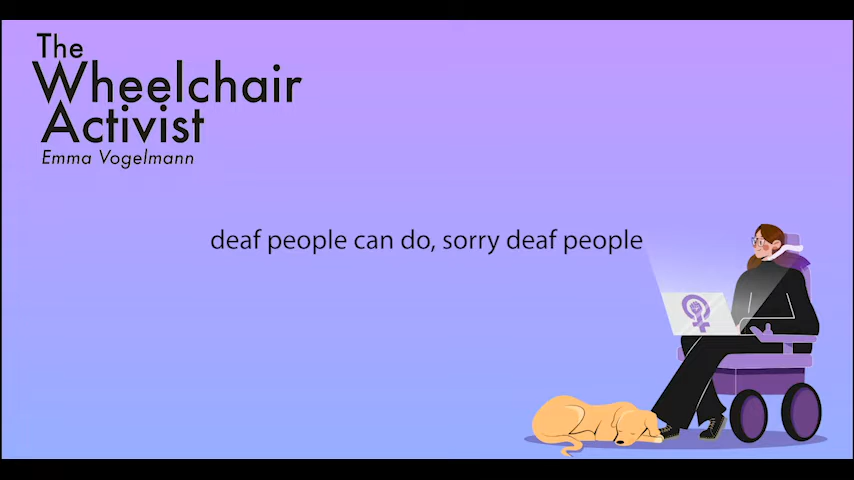 The
Wheelchair
Activist
Emma Vogelmann
deaf people can do, sorry deaf people